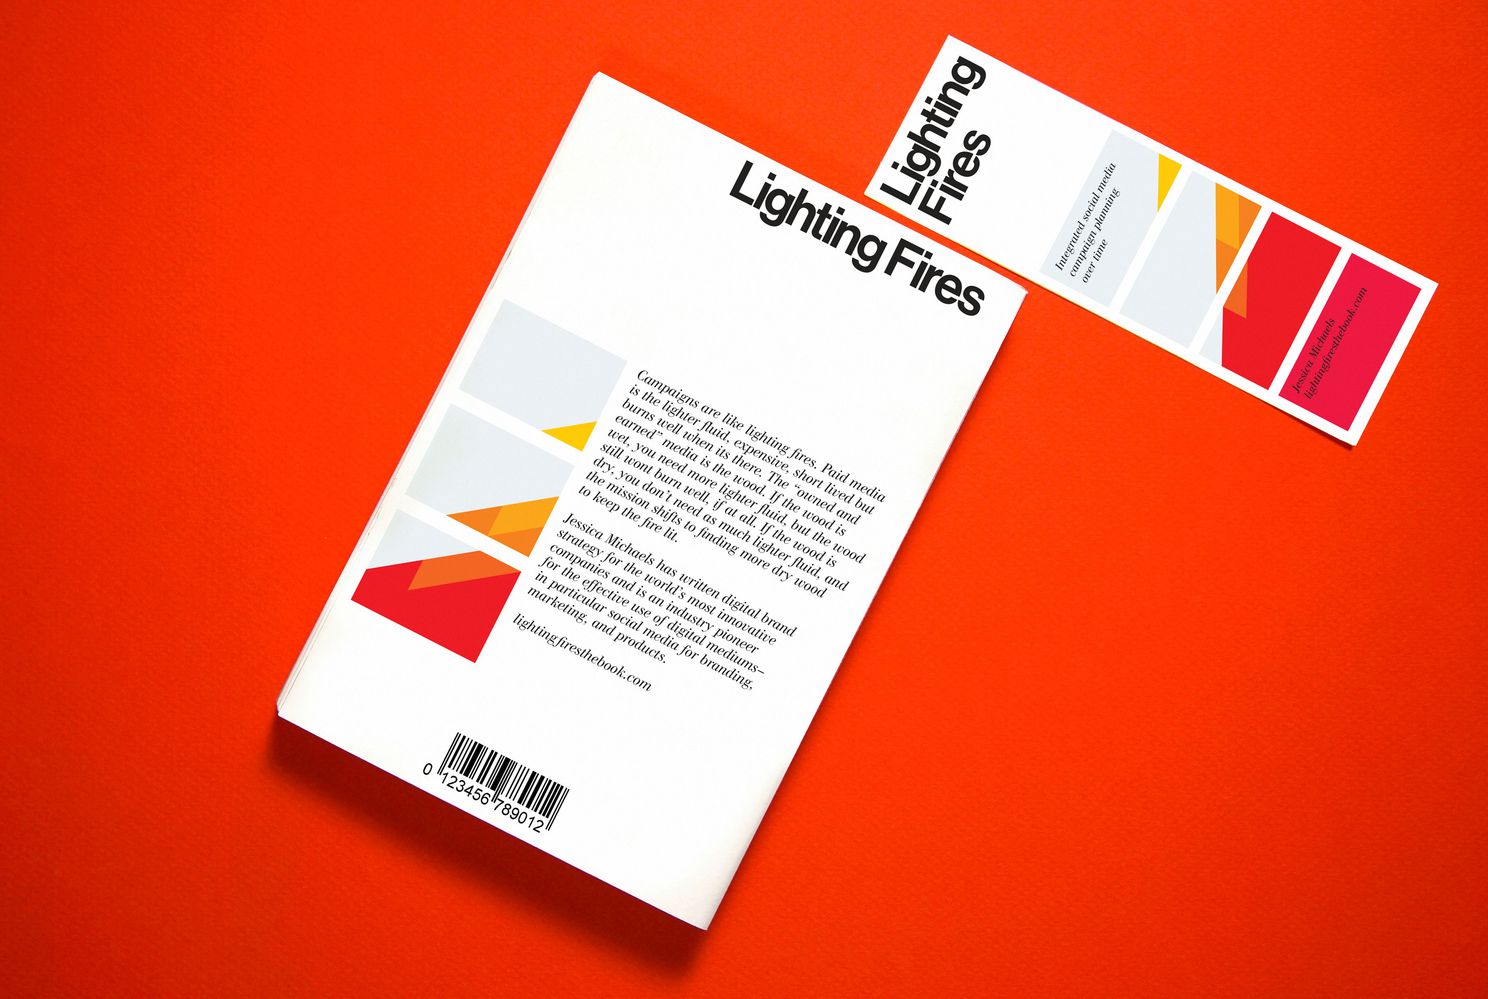 Lighting Fires
Campaigns are like lighting fires. Paid media
is the lighter fluid, expensive, short lived but
burns well when its there. The “owned and
earned” media is the wood. If the wood is
wet, you need more lighter fluid, but the wood
still wont burn well, if at all. If the wood is
dry, you don’t need as much lighter fluid, and
the mission shifts to finding more dry wood
to keep the fire lit.
Jessica Michaels has written digital brand
strategy for the world’s most innovative
companies and is an industry pioneer
for the effective use of digital mediums–
in particular social media for branding,
marketing, and products.
lightingfiresthebook.com
0 123456 789012
Lighting
Fires
Integrated social media
campaign planning
over time
Jessica Michaels
lightingfiresthebook.com